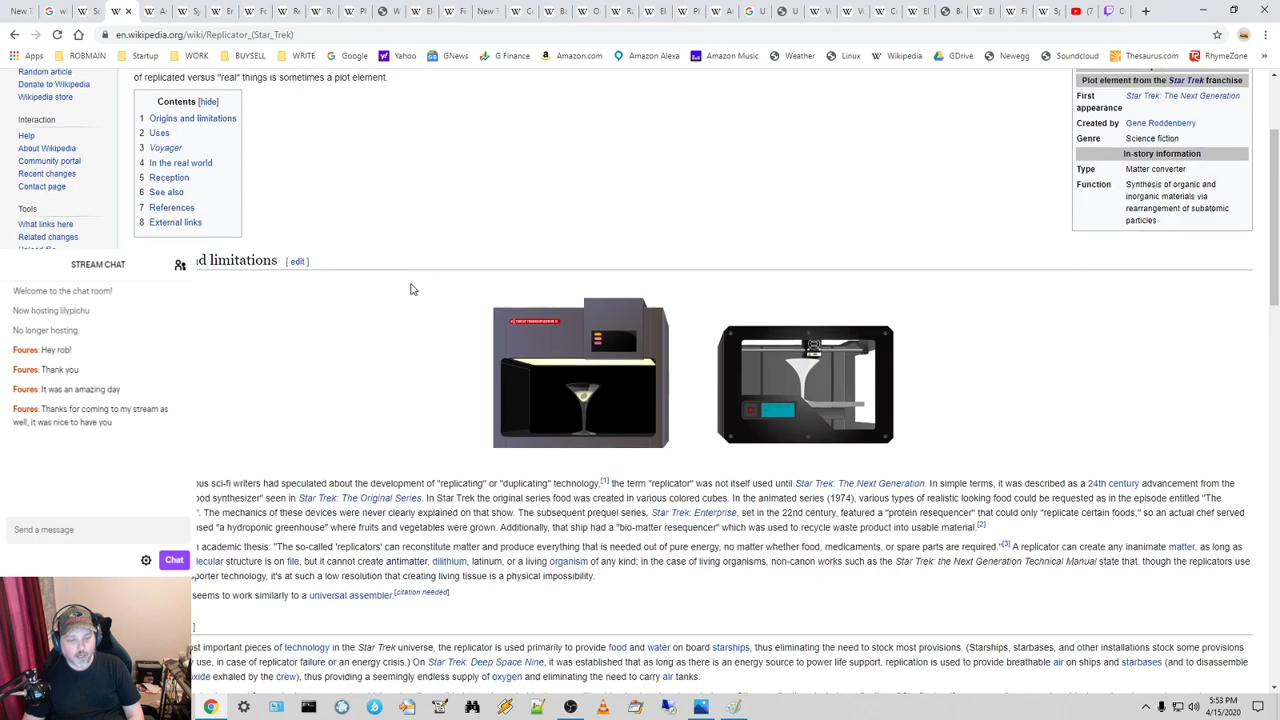 New T
en.wikipedia.org/wiki/Replicator_(Star_Trek)
Apps ROBMAIN Startup WORK BUYSELL WRITE Google Yahoo GNews G Finance Amazon.com Amazon Alexa Amazon Music Weather Linux Wikipedia GDrive Newegg Soundcloud Thesaurus.com RhymeZone »
Random article
Donate to Wikipedia
Wikipedia store
Interaction
Help
About Wikipedia
Community portal
Recent changes
Contact page
Tools
What links here
Related changes
of replicated versus "real" things is sometimes a plot element.
Contents [hide]
1 Origins and limitations
2 Uses
3 Voyager
4 In the real world
5 Reception
6 See also
7 References
8 External links
Plot element from the Star Trek franchise
First appearance Star Trek: The Next Generation
Created by Gene Roddenberry
Genre Science fiction
In-story information
Type Matter converter
Function Synthesis of organic and
inorganic materials via
rearrangement of subatomic
particles
d limitations [ edit ]
STREAM CHAT
Welcome to the chat room!
Now hosting lilypichu
No longer hosting.
Foures: Hey rob!
Foures: Thank you
Foures: It was an amazing day
Foures: Thanks for coming to my stream as
well, it was nice to have you
Send a message
Chat
ous sci-fi writers had speculated about the development of "replicating" or "duplicating" technology,[1] the term "replicator" was not itself used until Star Trek: The Next Generation. In simple terms, it was described as a 24th century advancement from the
ood synthesizer" seen in Star Trek: The Original Series. In Star Trek the original series food was created in various colored cubes. In the animated series (1974), various types of realistic looking food could be requested as in the episode entitled "The
". The mechanics of these devices were never clearly explained on that show. The subsequent prequel series, Star Trek: Enterprise, set in the 22nd century, featured a "protein resequencer" that could only "replicate certain foods," so an actual chef served
sed "a hydroponic greenhouse" where fruits and vegetables were grown. Additionally, that ship had a "bio-matter resequencer" which was used to recycle waste product into usable material.[2]
n academic thesis: "The so-called 'replicators' can reconstitute matter and produce everything that is needed out of pure energy, no matter whether food, medicaments, or spare parts are required."[3] A replicator can create any inanimate matter, as long as
lecular structure is on file, but it cannot create antimatter, dilithium, latinum, or a living organism of any kind; in the case of living organisms, non-canon works such as the Star Trek: the Next Generation Technical Manual state that, though the replicators use
porter technology, it's at such a low resolution that creating living tissue is a physical impossibility.
seems to work similarly to a universal assembler.[citation needed]
]
st important pieces of technology in the Star Trek universe, the replicator is used primarily to provide food and water on board starships, thus eliminating the need to stock most provisions. (Starships, starbases, and other installations stock some provisions
y use, in case of replicator failure or an energy crisis.) On Star Trek: Deep Space Nine, it was established that as long as there is an energy source to power life support, replication is used to provide breathable air on ships and starbases (and to disassemble
oxide exhaled by the crew), thus providing a seemingly endless supply of oxygen and eliminating the need to carry air tanks.
5:53 PM
4/15/2020